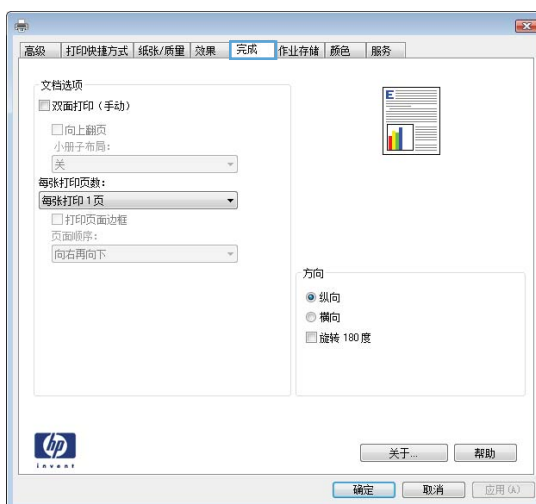 高级 打印快捷方式 纸张/质量 效果 完成 作业存储 颜色 服务
文档选项
双面打印（手动）
向上翻页
小册子布局：
关
每张打印页数：
每张打印 1 页
打印页面边框
页面顺序：
向右再向下
E
方向
纵向
横向
旋转 180 度
hp
invent
关于... 帮助
确定 取消 应用(A)